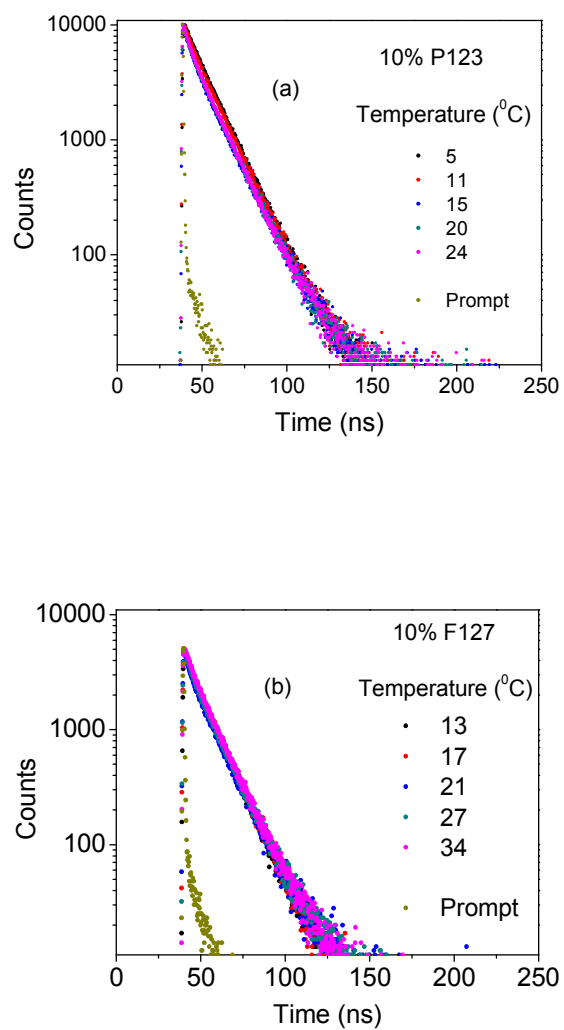 10000
10% P123
(a)
Temperature (⁰C)
1000
5
11
15
20
24
100
Prompt
Counts
0 50 100 150 200 250
Time (ns)
10000
10% F127
(b)
Temperature (⁰C)
1000
13
17
21
27
34
100
Prompt
Counts
0 50 100 150 200 250
Time (ns)